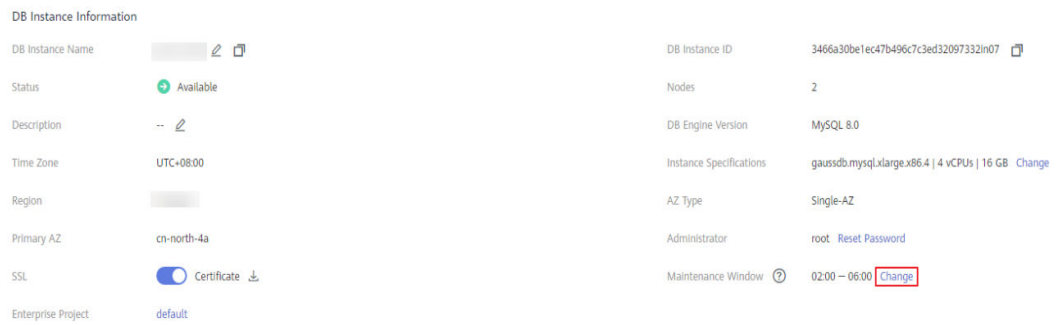 DB Instance Information
DB Instance Name
DB Instance ID 3466a30be1ec47b496c7c3ed32097332in07
Status Available
Nodes 2
Description --
DB Engine Version MySQL 8.0
Time Zone UTC+08:00
Instance Specifications gaussdb.mysql.xlarge.x86.4 | 4 vCPUs | 16 GB Change
Region
AZ Type Single-AZ
Primary AZ cn-north-4a
Administrator root Reset Password
SSL Certificate
Maintenance Window ? 02:00 — 06:00 Change
Enterprise Project default